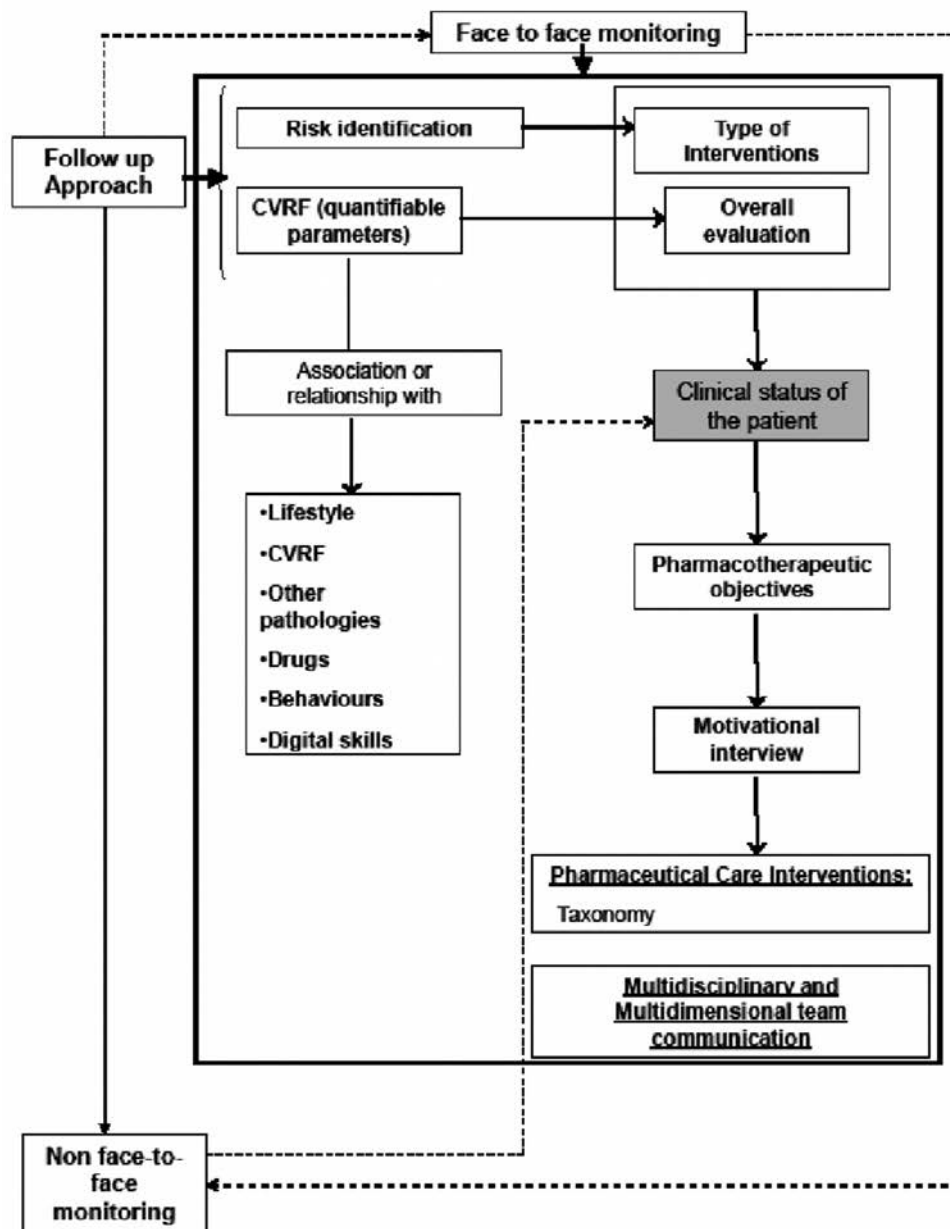 Face to face monitoring
Follow up
Approach
Risk identification
Type of
Interventions
CVRF (quantifiable
parameters)
Overall
evaluation
Association or
relationship with
Clinical status of
the patient
•Lifestyle
•CVRF
•Other
pathologies
•Drugs
•Behaviours
•Digital skills
Pharmacotherapeutic
objectives
Motivational
interview
Pharmaceutical Care Interventions:
Taxonomy
Multidisciplinary and
Multidimensional team
communication
Non face-to-
face
monitoring